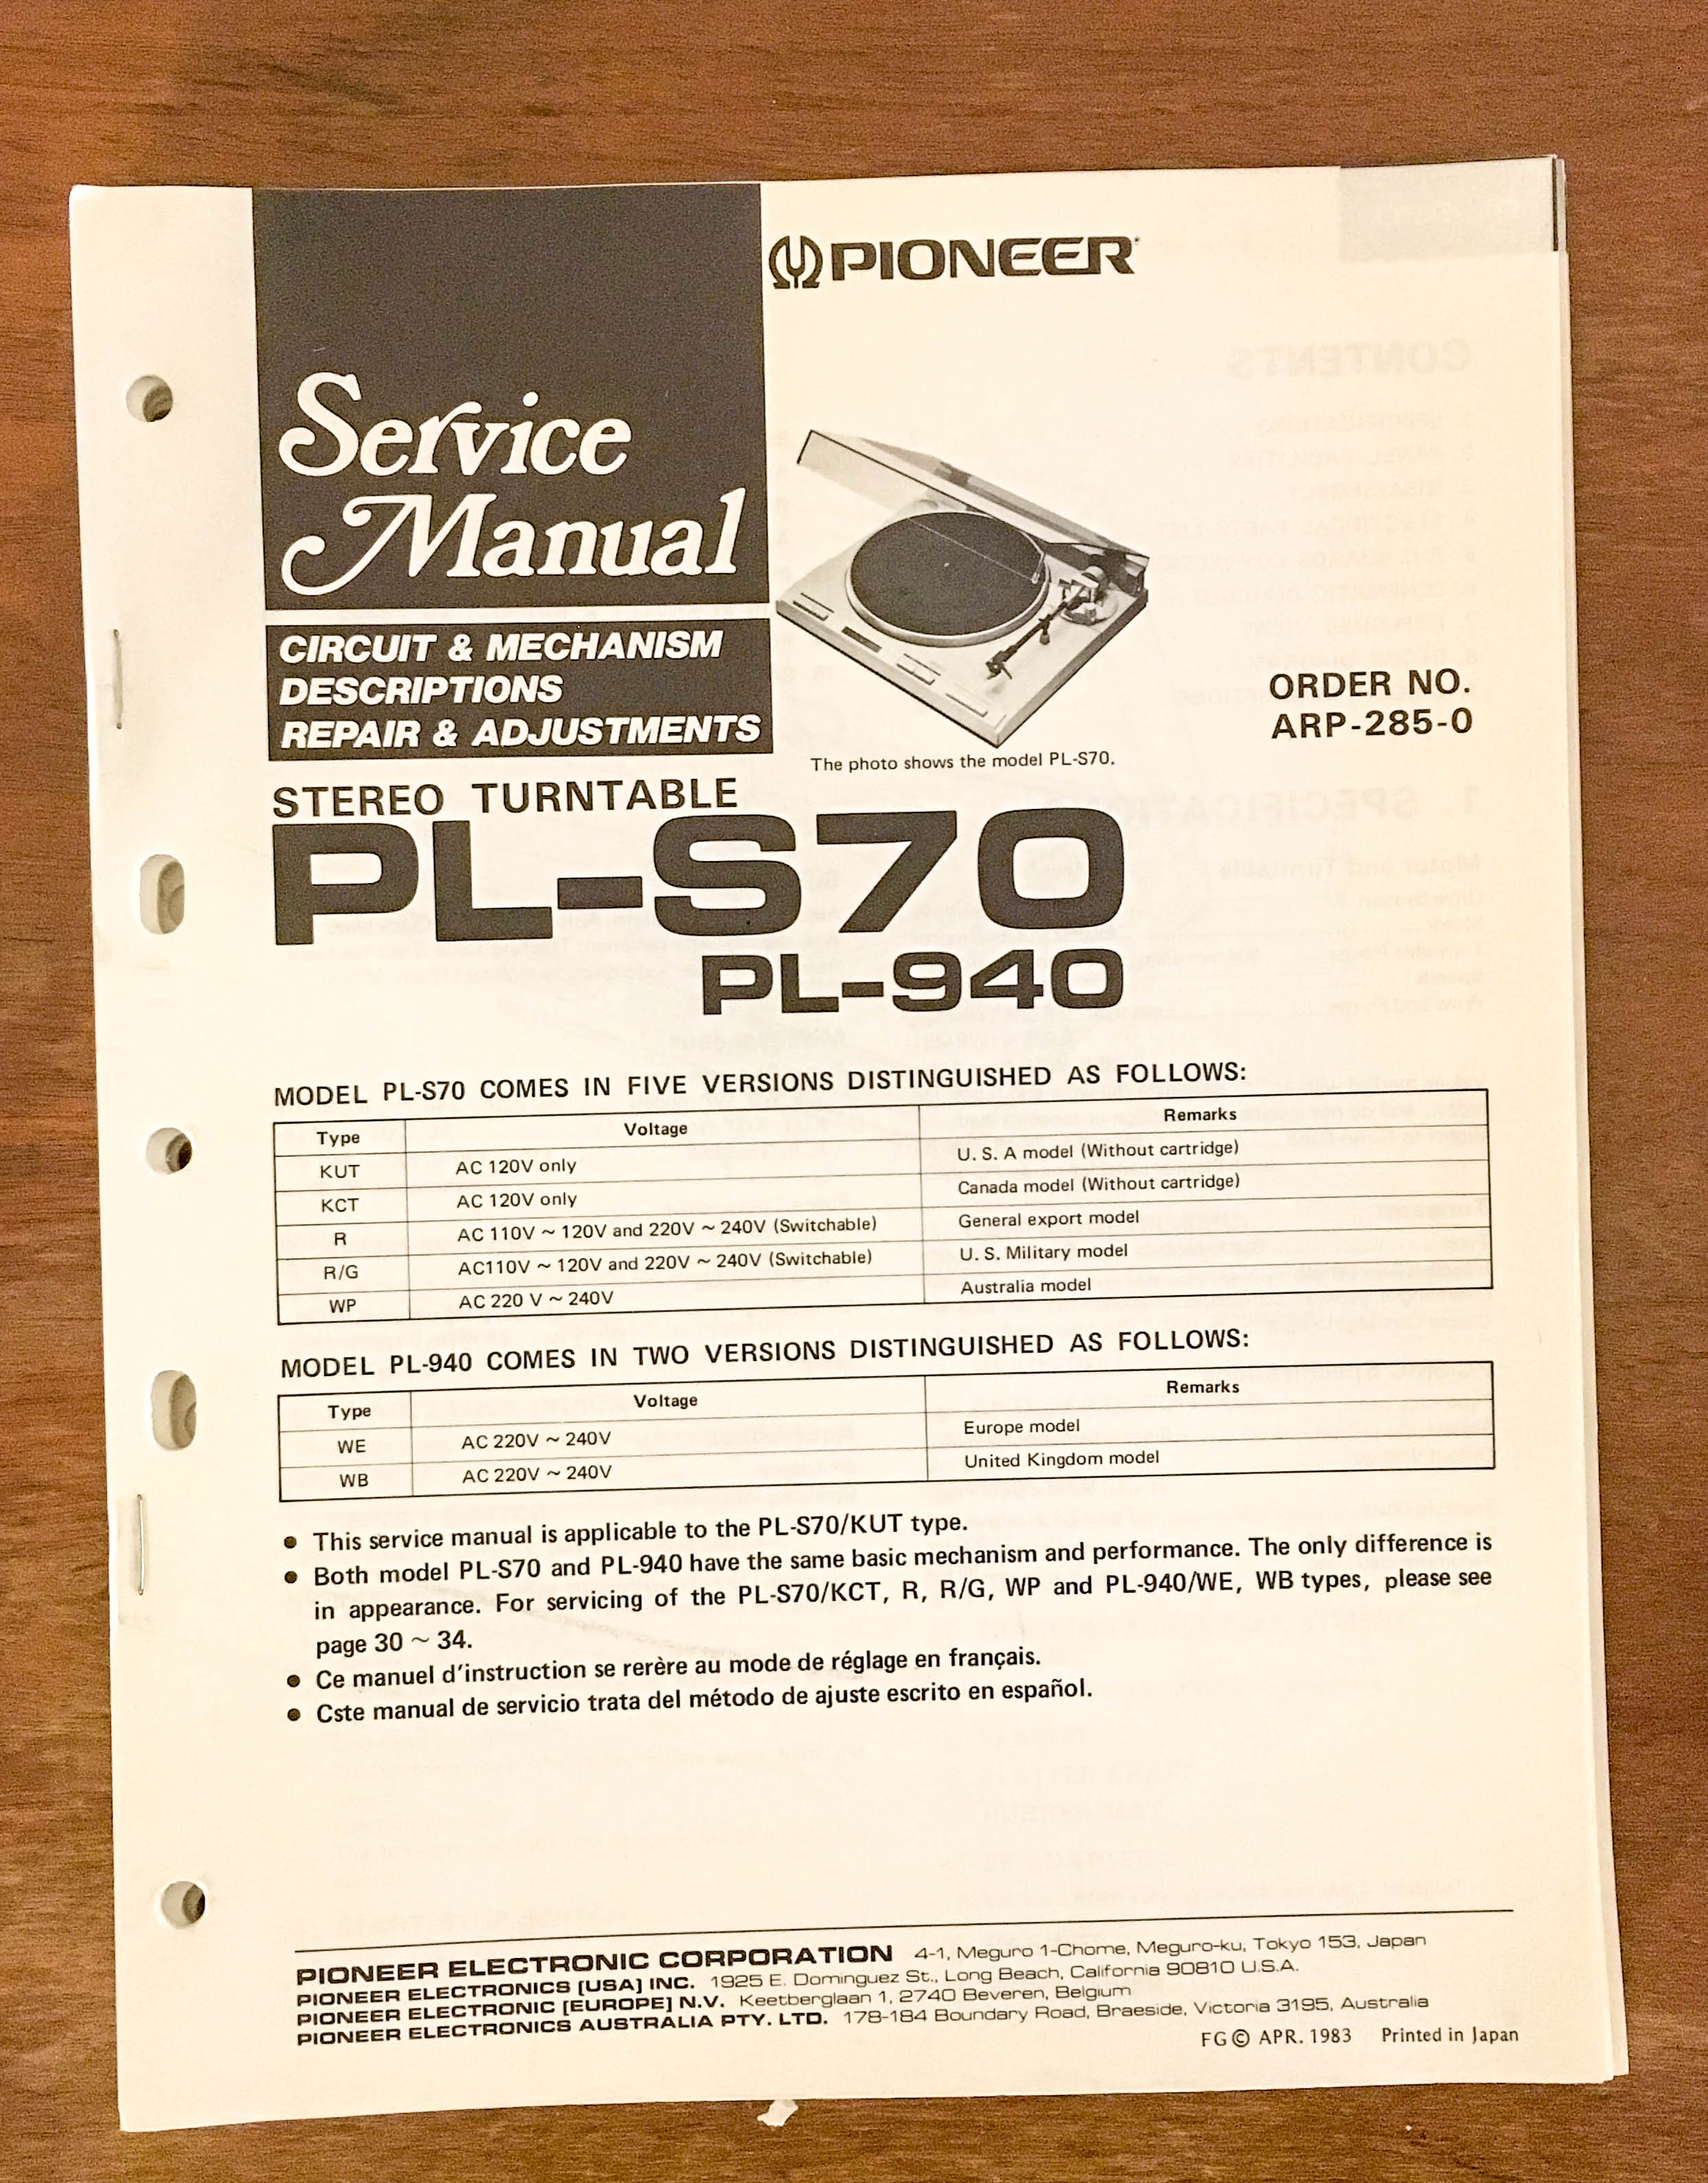 PIONEER
Service
Manual
CIRCUIT & MECHANISM
DESCRIPTIONS
REPAIR & ADJUSTMENTS
The photo shows the model PL-S70.
ORDER NO.
ARP-285-0
STEREO TURNTABLE
PL-S70
PL-940
MODEL PL-S70 COMES IN FIVE VERSIONS DISTINGUISHED AS FOLLOWS:
Type Voltage Remarks
KUT AC 120V only U. S. A model (Without cartridge)
KCT AC 120V only Canada model (Without cartridge)
R AC 110V ~ 120V and 220V ~ 240V (Switchable) General export model
R/G AC110V ~ 120V and 220V ~ 240V (Switchable) U. S. Military model
WP AC 220 V ~ 240V Australia model
MODEL PL-940 COMES IN TWO VERSIONS DISTINGUISHED AS FOLLOWS:
Type Voltage Remarks
WE AC 220V ~ 240V Europe model
WB AC 220V ~ 240V United Kingdom model
● This service manual is applicable to the PL-S70/KUT type.
● Both model PL-S70 and PL-940 have the same basic mechanism and performance. The only difference is
in appearance. For servicing of the PL-S70/KCT, R, R/G, WP and PL-940/WE, WB types, please see
page 30 ~ 34.
● Ce manuel d'instruction se rerère au mode de réglage en français.
● Cste manual de servicio trata del método de ajuste escrito en español.
PIONEER ELECTRONIC CORPORATION 4-1, Meguro 1-Chome, Meguro-ku, Tokyo 153, Japan
PIONEER ELECTRONICS [USA] INC. 1925 E. Dominguez St., Long Beach, California 90810 U.S.A.
PIONEER ELECTRONIC [EUROPE] N.V. Keetberglaan 1, 2740 Beveren, Belgium
PIONEER ELECTRONICS AUSTRALIA PTY. LTD. 178-184 Boundary Road, Braeside, Victoria 3195, Australia
FG © APR. 1983 Printed in Japan